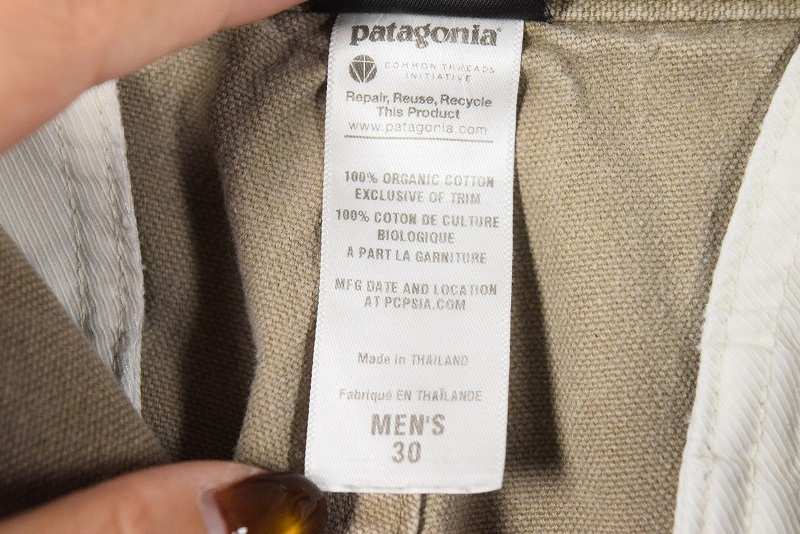 patagonia®
COMMON THREADS
INITIATIVE
Repair, Reuse, Recycle
This Product
www.patagonia.com
100% ORGANIC COTTON
EXCLUSIVE OF TRIM
100% COTON DE CULTURE
BIOLOGIQUE
A PART LA GARNITURE
MFG DATE AND LOCATION
AT PCPSIA.COM
Made in THAILAND
Fabriqué EN THAÏLANDE
MEN'S
30